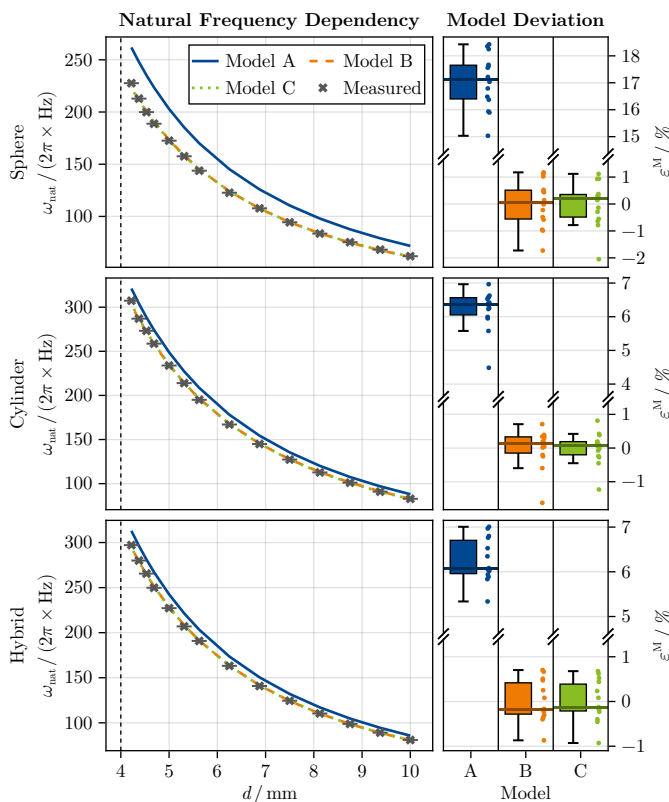 Natural Frequency Dependency
Model Deviation
Model A
Model B
Model C
Measured
Sphere
ω_nat / (2π × Hz)
250
200
150
100
18
17
16
15
1
0
−1
−2
ε^M / %
Cylinder
ω_nat / (2π × Hz)
300
250
200
150
100
7
6
5
4
1
0
−1
ε^M / %
Hybrid
ω_nat / (2π × Hz)
300
250
200
150
100
7
6
5
1
0
−1
ε^M / %
4 5 6 7 8 9 10
d / mm
A B C
Model